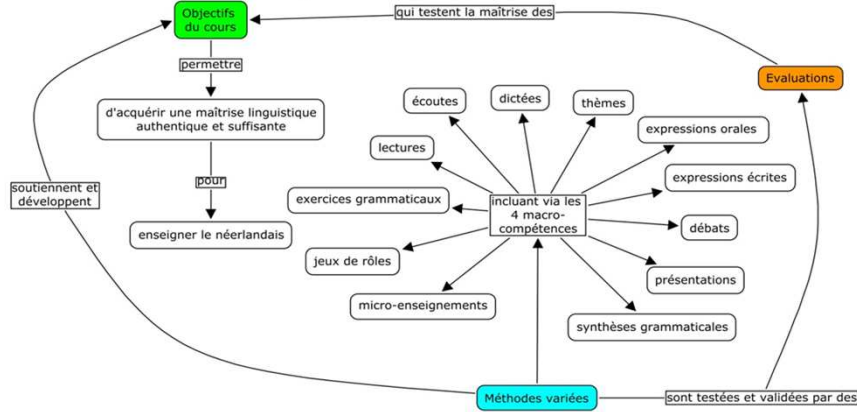 Objectifs
du cours
qui testent la maîtrise des
permettre
Evaluations
d'acquérir une maîtrise linguistique
authentique et suffisante
écoutes
dictées
thèmes
expressions orales
lectures
pour
expressions écrites
soutiennent et
développent
exercices grammaticaux
incluant via les
4 macro-
compétences
débats
enseigner le néerlandais
jeux de rôles
présentations
micro-enseignements
synthèses grammaticales
Méthodes variées
sont testées et validées par des